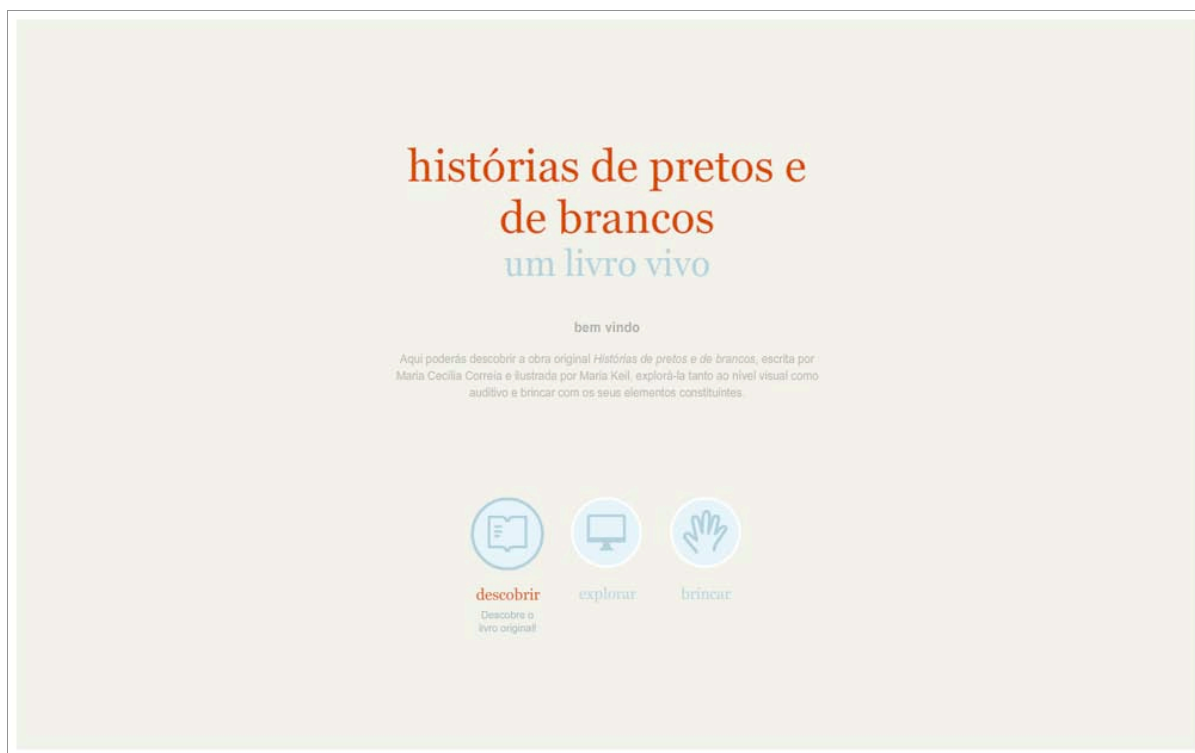 histórias de pretos e
de brancos
um livro vivo
bem vindo
Aqui poderás descobrir a obra original Histórias de pretos e de brancos, escrita por
Maria Cecília Correia e ilustrada por Maria Keil, explorá-la tanto ao nível visual como
auditivo e brincar com os seus elementos constituintes.
descobrir
explorar
brincar
Descobre o
livro original!